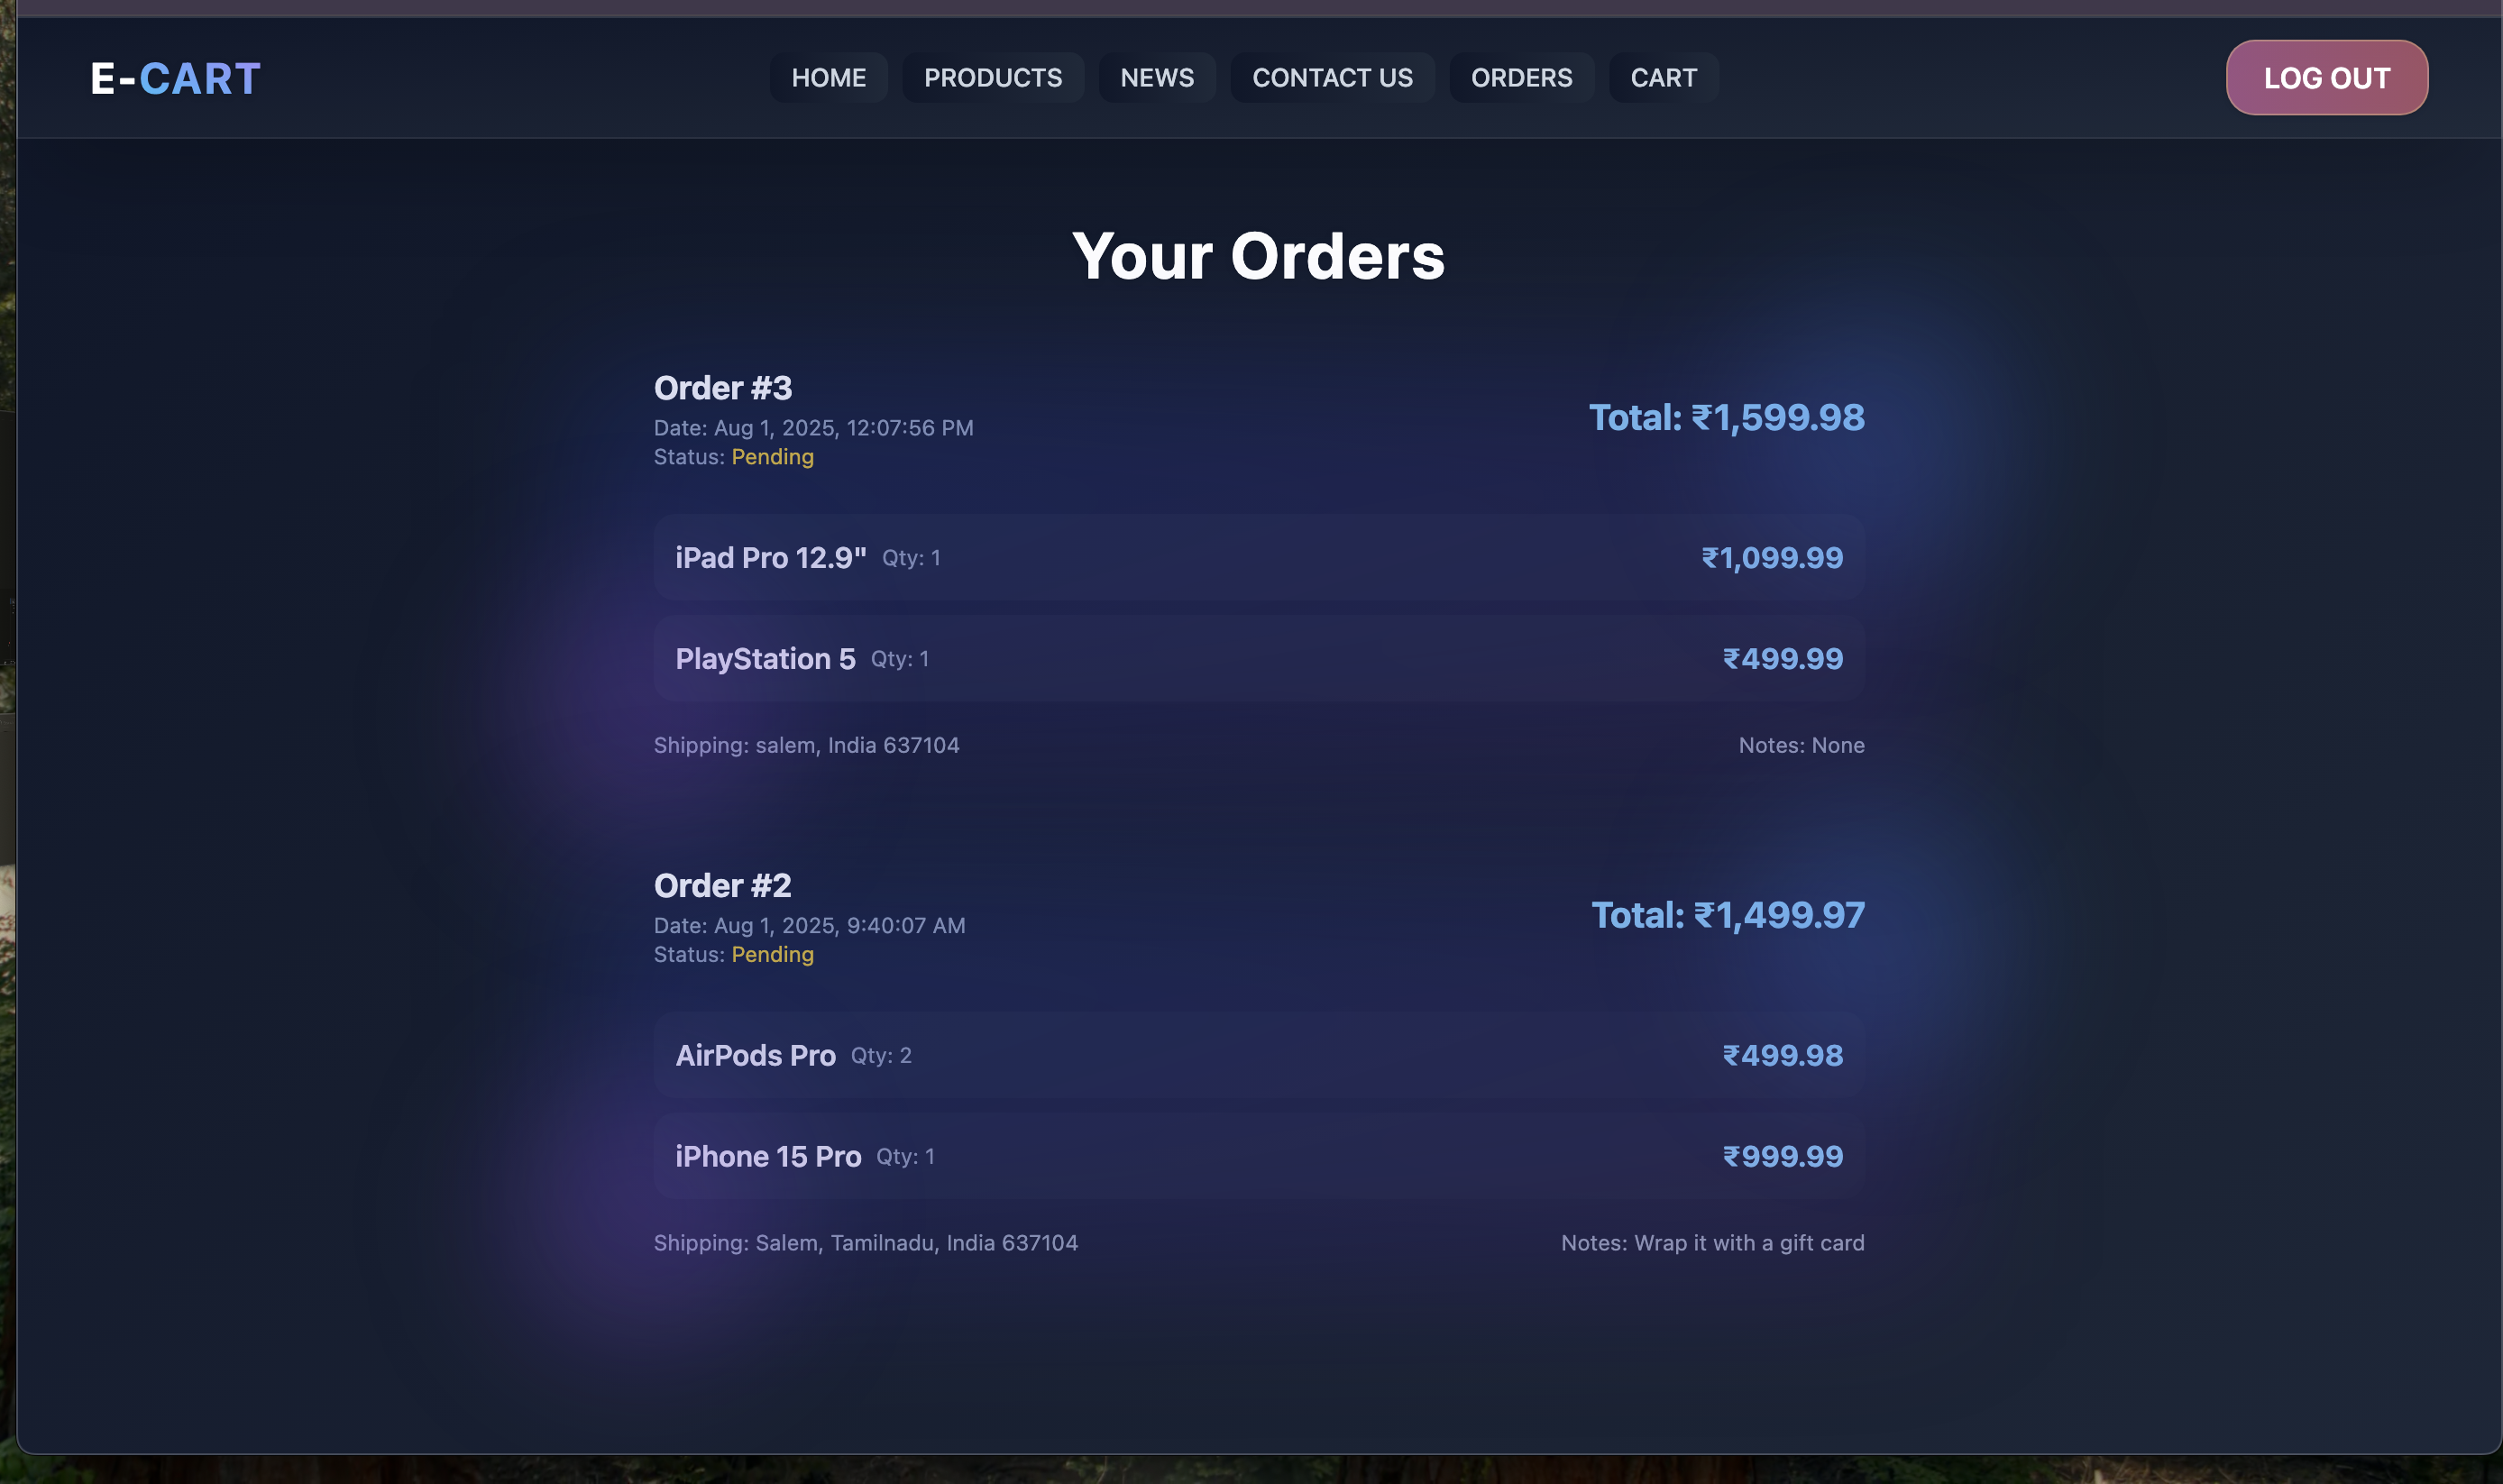 E-CART
HOME PRODUCTS NEWS CONTACT US ORDERS CART
LOG OUT
Your Orders
Order #3
Date: Aug 1, 2025, 12:07:56 PM
Status: Pending
Total: ₹1,599.98
iPad Pro 12.9" Qty: 1 ₹1,099.99
PlayStation 5 Qty: 1 ₹499.99
Shipping: salem, India 637104 Notes: None
Order #2
Date: Aug 1, 2025, 9:40:07 AM
Status: Pending
Total: ₹1,499.97
AirPods Pro Qty: 2 ₹499.98
iPhone 15 Pro Qty: 1 ₹999.99
Shipping: Salem, Tamilnadu, India 637104 Notes: Wrap it with a gift card